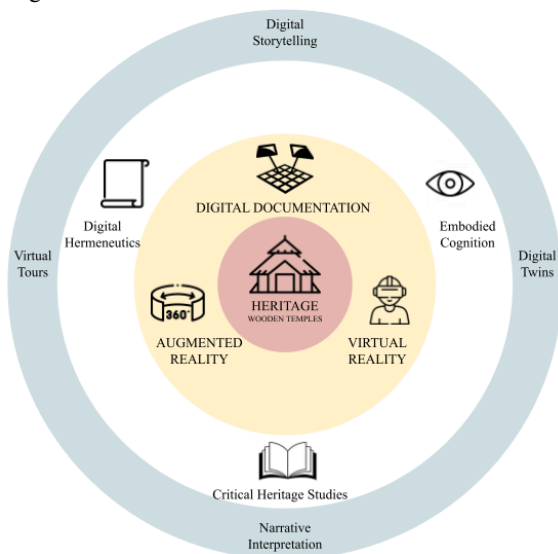 Digital
Storytelling
DIGITAL DOCUMENTATION
Digital
Hermeneutics
Embodied
Cognition
Virtual
Tours
Digital
Twins
HERITAGE
WOODEN TEMPLES
360°
AUGMENTED
REALITY
VIRTUAL
REALITY
Critical Heritage Studies
Narrative
Interpretation